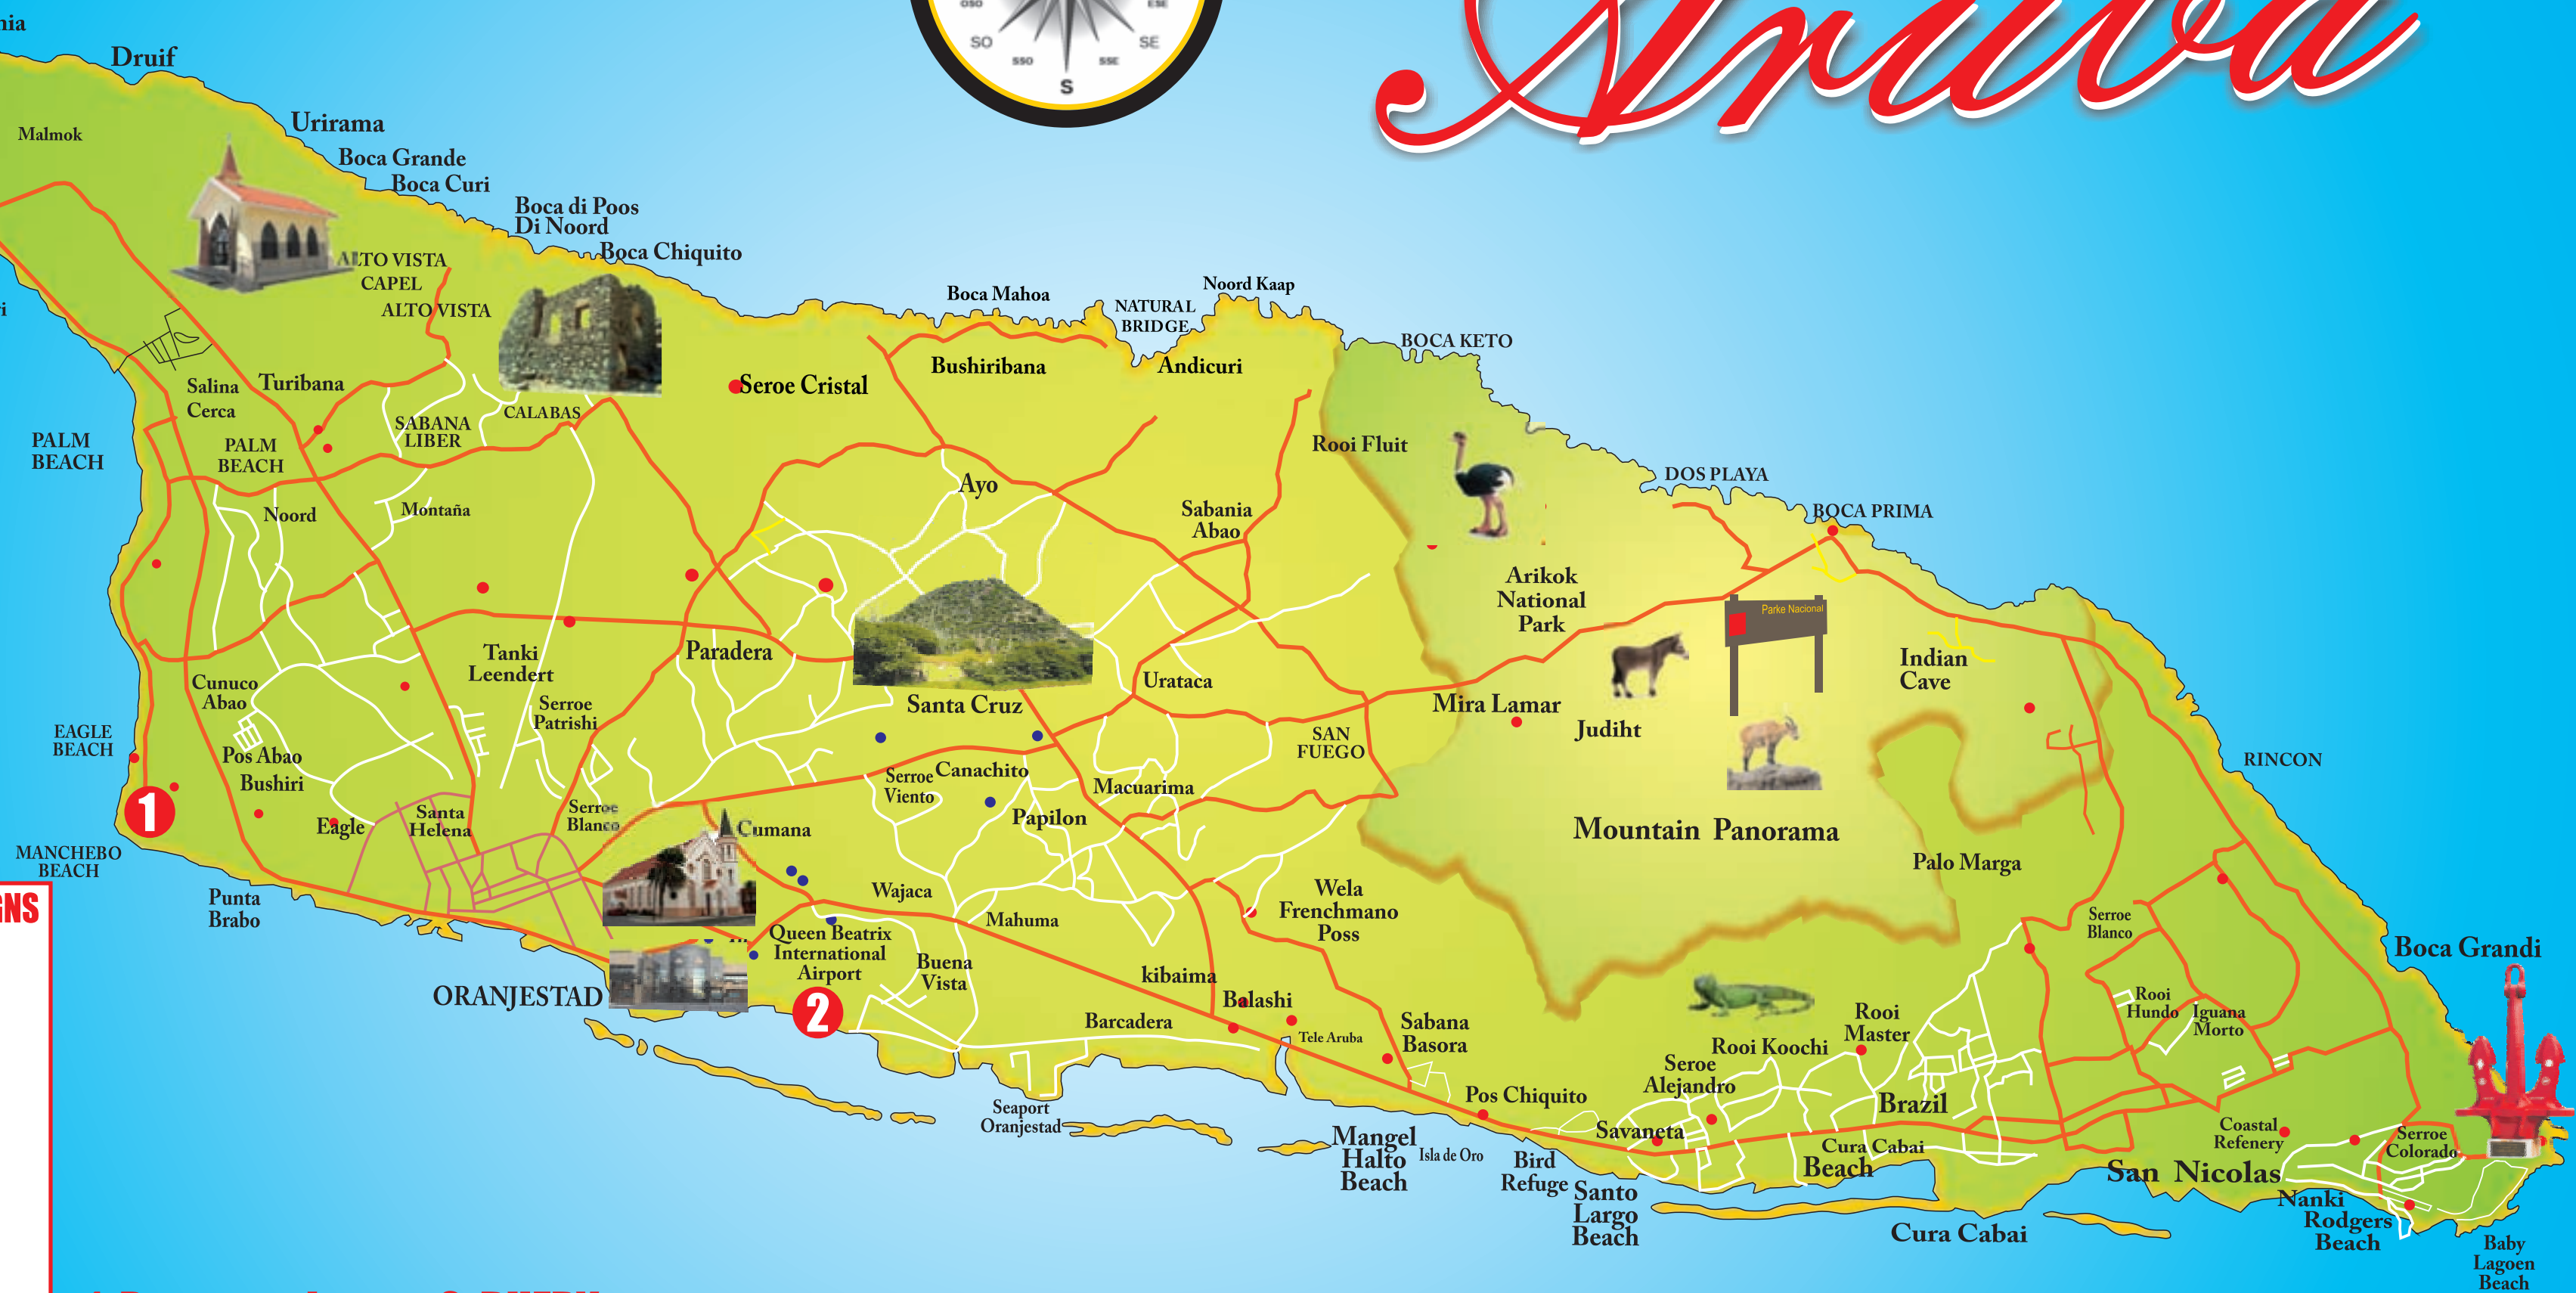 Aruba
OSO
ESE
SO
SE
SSO
SSE
S
Druif
Malmok
Urirama
Boca Grande
Boca Curi
Boca di Poos
Di Noord
Boca Chiquito
ALTO VISTA
CAPEL
ALTO VISTA
Boca Mahoa
NATURAL
BRIDGE
Noord Kaap
BOCA KETO
Bushiribana
Andicuri
Seroe Cristal
Salina
Cerca
Turibana
SABANA
LIBER
CALABAS
PALM
BEACH
PALM
BEACH
Rooi Fluit
DOS PLAYA
BOCA PRIMA
Noord
Montaña
Ayo
Sabania
Abao
Arikok
National
Park
Parke Nacional
Tanki
Leendert
Paradera
Indian
Cave
Cunuco
Abao
Serroe
Patrishi
Santa Cruz
Urataca
Mira Lamar
Judiht
SAN
FUEGO
EAGLE
BEACH
Pos Abao
Bushiri
RINCON
Serroe
Viento
Canachito
Macuarima
1
Eagle
Santa
Helena
Serroe
Blanco
Cumana
Papilon
Mountain Panorama
Palo Marga
MANCHEBO
BEACH
Punta
Brabo
Wajaca
Mahuma
Wela
Frenchmano
Poss
Serroe
Blanco
Boca Grandi
GNS
Queen Beatrix
International
Airport
Buena
Vista
kibaima
ORANJESTAD
2
Balashi
Barcadera
Tele Aruba
Sabana
Basora
Rooi
Master
Rooi Koochi
Seroe
Alejandro
Rooi
Hundo
Iguana
Morto
Pos Chiquito
Brazil
Seaport
Oranjestad
Savaneta
Cura Cabai
Beach
Coastal
Refenery
Serroe
Colorado
Mangel
Halto
Beach
Isla de Oro
Bird
Refuge
Santo
Largo
Beach
San Nicolas
Nanki
Rodgers
Beach
Cura Cabai
Baby
Lagoen
Beach